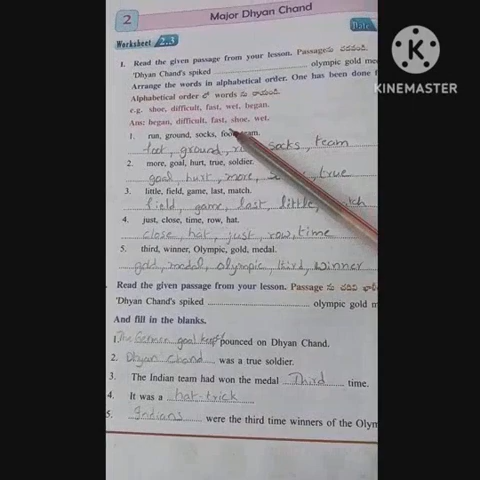 2
Major Dhyan Chand
Date
Worksheet 2.3
KINEMASTER
1. Read the given passage from your lesson. Passageను చదవండి.
'Dhyan Chand's spiked ........ olympic gold med
Arrange the words in alphabetical order. One has been done f
Alphabetical order లో words ను రాయండి.
e.g. shoe, difficult, fast, wet, began.
Ans: began, difficult, fast, shoe, wet.
1. run, ground, socks, foot, team.
foot, ground, socks, team
2. more, goal, hurt, true, soldier.
goal, hurt, more, true
3. little, field, game, last, match.
field, game, last, little,
4. just, close, time, row, hat.
close, hat, just, row, time
5. third, winner, Olympic, gold, medal.
gold, medal, olympic, third, winner
Read the given passage from your lesson. Passage ను చదివి
'Dhyan Chand's spiked ........ olympic gold m
And fill in the blanks.
1. The German goal keep pounced on Dhyan Chand.
2. Dhyan Chand was a true soldier.
3. The Indian team had won the medal Third time.
4. It was a hat-trick
5. Indians were the third time winners of the Olym